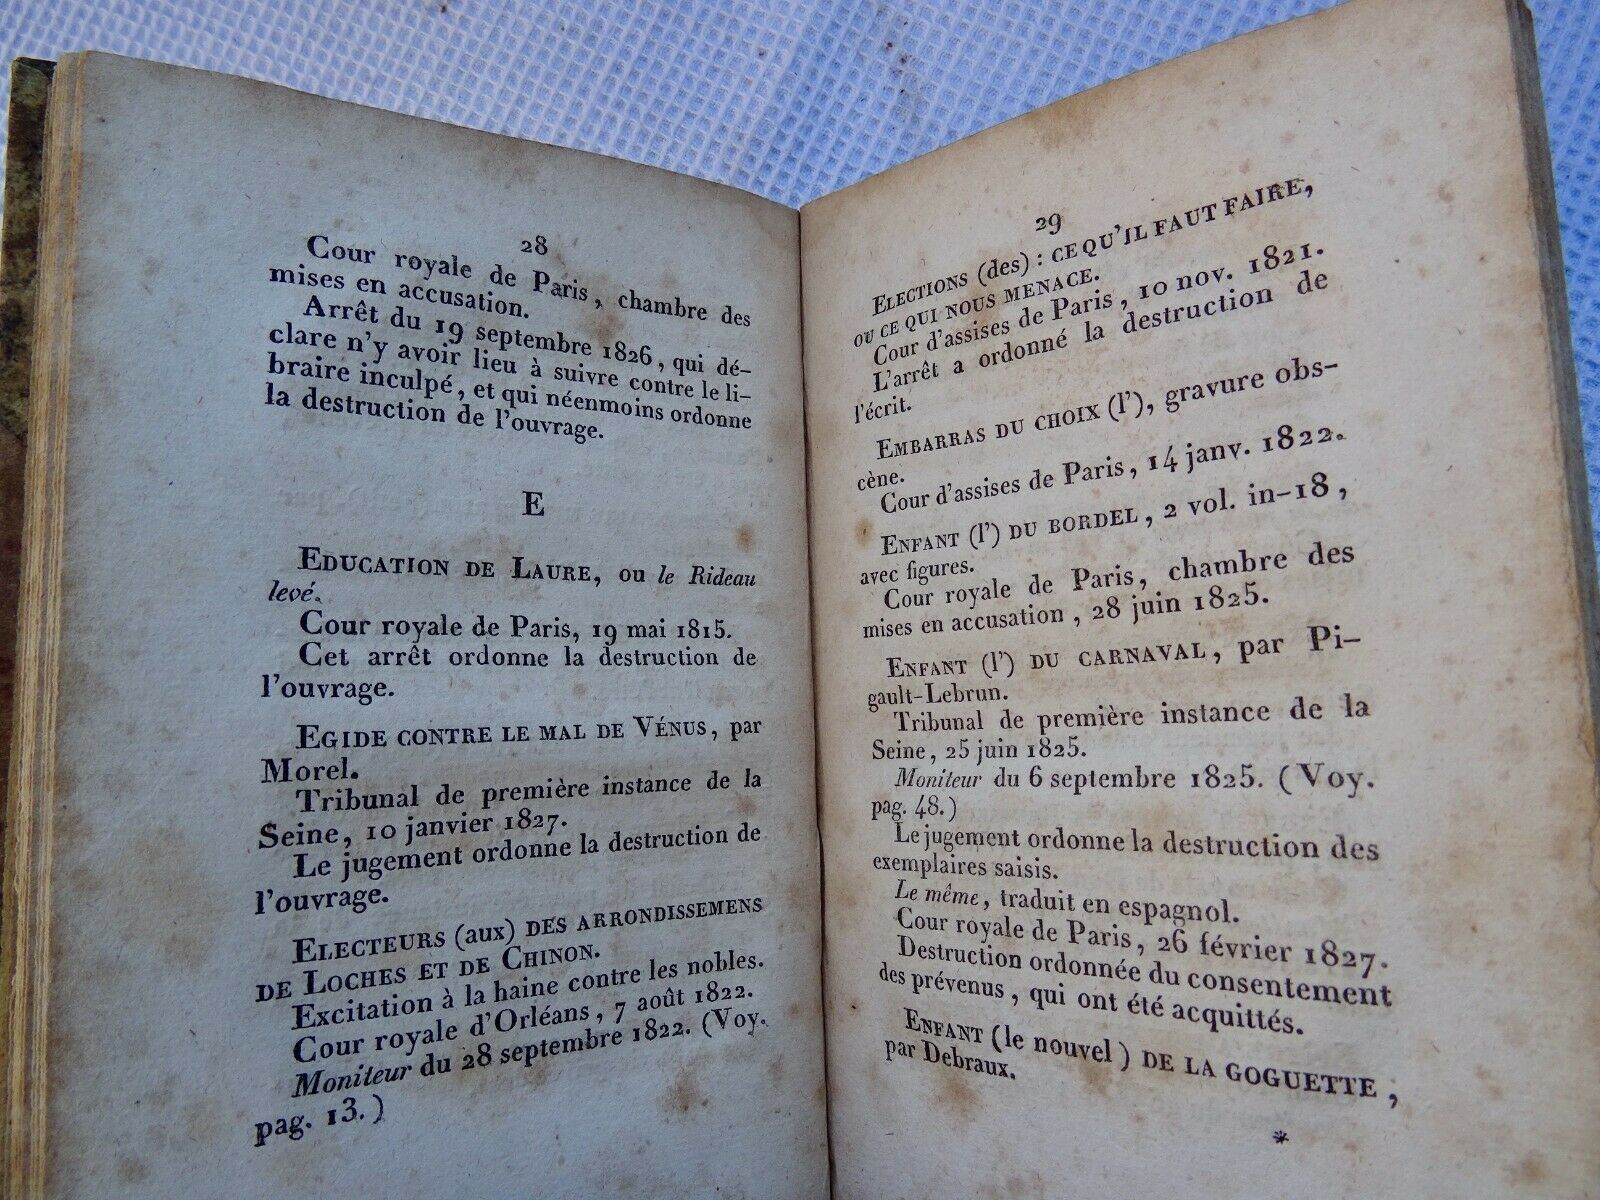 28
Cour royale de Paris, chambre des
mises en accusation.
Arrêt du 19 septembre 1826, qui dé-
clare n'y avoir lieu à suivre contre le li-
braire inculpé, et qui néenmoins ordonne
la destruction de l'ouvrage.
E
EDUCATION DE LAURE, ou le Rideau
levé.
Cour royale de Paris, 19 mai 1815.
Cet arrêt ordonne la destruction de
l'ouvrage.
EGIDE CONTRE LE MAL DE VÉNUS, par
Morel.
Tribunal de première instance de la
Seine, 10 janvier 1827.
Le jugement ordonne la destruction de
l'ouvrage.
ELECTEURS (aux) DES ARRONDISSEMENS
DE LOCHES ET DE CHINON.
Excitation à la haine contre les nobles.
Cour royale d'Orléans, 7 août 1822.
Moniteur du 28 septembre 1822. (Voy.
pag. 13.)
29
ELECTIONS (des) : CE QU'IL FAUT FAIRE,
OU CE QUI NOUS MENACE.
Cour d'assises de Paris, 10 nov. 1821.
L'arrêt a ordonné la destruction de
l'écrit.
EMBARRAS DU CHOIX (l'), gravure obs-
cène.
Cour d'assises de Paris, 14 janv. 1822.
ENFANT (l') DU BORDEL, 2 vol. in-18,
avec figures.
Cour royale de Paris, chambre des
mises en accusation, 28 juin 1825.
ENFANT (l') DU CARNAVAL, par Pi-
gault-Lebrun.
Tribunal de première instance de la
Seine, 25 juin 1825.
Moniteur du 6 septembre 1825. (Voy.
pag. 48.)
Le jugement ordonne la destruction des
exemplaires saisis.
Le même, traduit en espagnol.
Cour royale de Paris, 26 février 1827.
Destruction ordonnée du consentement
des prévenus, qui ont été acquittés.
ENFANT (le nouvel) DE LA GOGUETTE,
par Debraux.
*